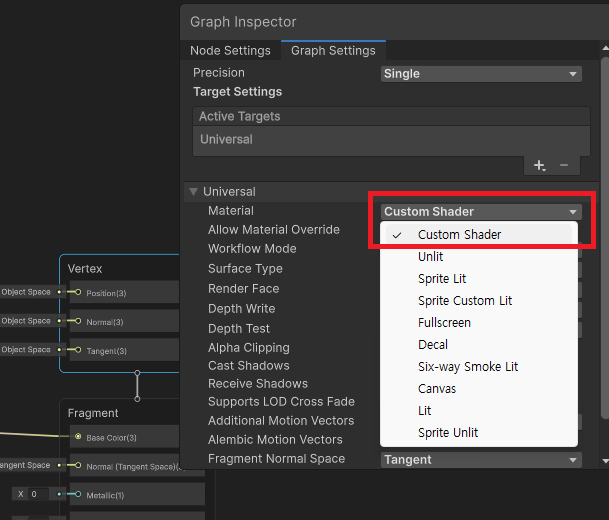 Graph Inspector
Node Settings
Graph Settings
Precision
Single
Target Settings
Active Targets
Universal
+
−
Universal
Material
Custom Shader
Allow Material Override
Workflow Mode
Surface Type
Render Face
Depth Write
Depth Test
Alpha Clipping
Cast Shadows
Receive Shadows
Supports LOD Cross Fade
Additional Motion Vectors
Alembic Motion Vectors
Fragment Normal Space
Tangent
✓ Custom Shader
Unlit
Sprite Lit
Sprite Custom Lit
Fullscreen
Decal
Six-way Smoke Lit
Canvas
Lit
Sprite Unlit
Vertex
Object Space
Position(3)
Object Space
Normal(3)
Object Space
Tangent(3)
Fragment
Base Color(3)
Tangent Space
Normal (Tangent Space)(
X 0
Metallic(1)